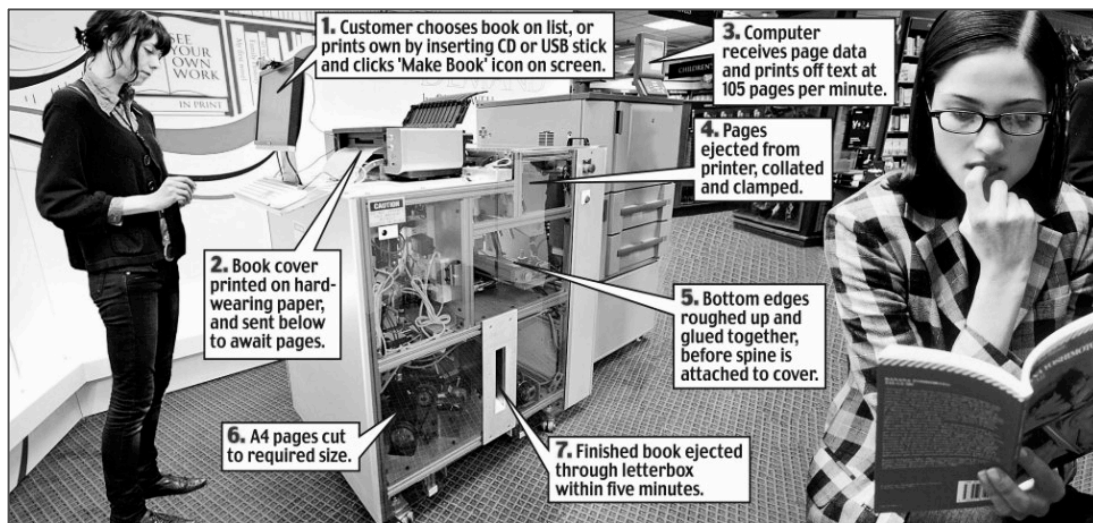 SEE
YOUR
OWN
WORK
IN PRINT
1. Customer chooses book on list, or
prints own by inserting CD or USB stick
and clicks 'Make Book' icon on screen.
3. Computer
receives page data
and prints off text at
105 pages per minute.
CHILDREN'S
4. Pages
ejected from
printer, collated
and clamped.
CAUTION
2. Book cover
printed on hard-
wearing paper,
and sent below
to await pages.
5. Bottom edges
roughed up and
glued together,
before spine is
attached to cover.
6. A4 pages cut
to required size.
7. Finished book ejected
through letterbox
within five minutes.